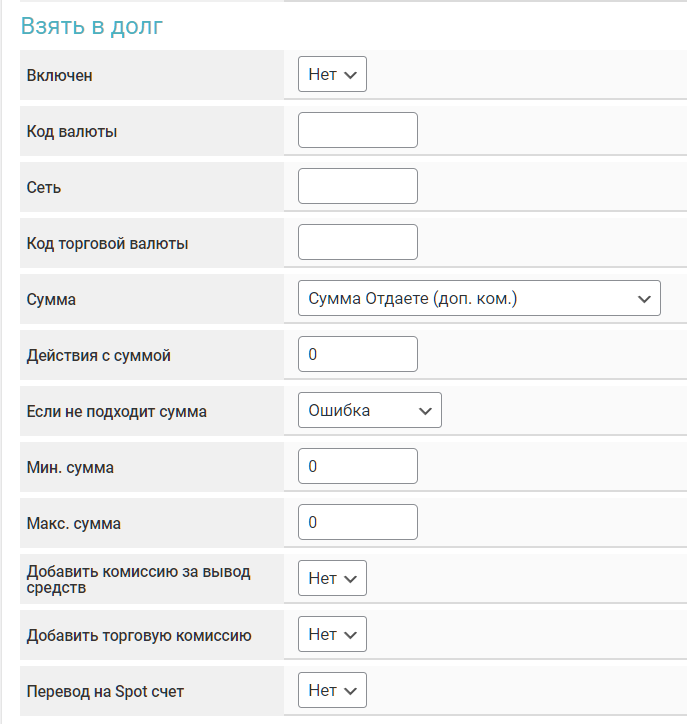 Взять в долг
Включен
Нет
Код валюты
Сеть
Код торговой валюты
Сумма
Сумма Отдаете (доп. ком.)
Действия с суммой
0
Если не подходит сумма
Ошибка
Мин. сумма
0
Макс. сумма
0
Добавить комиссию за вывод
средств
Нет
Добавить торговую комиссию
Нет
Перевод на Spot счет
Нет